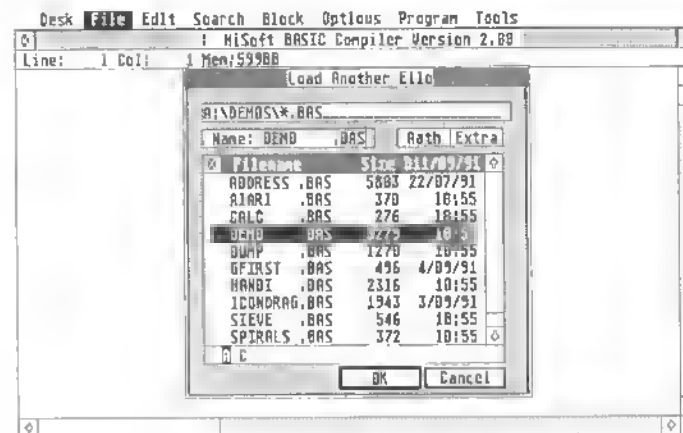 Desk File Edit Search Block Options Program Tools
HiSoft BASIC Compiler Version 2.00
Line: 1 Col: 1 Mem:59988
Load Another File
A:\DEMOS\*.BAS
Name: DEMO .BAS Path Extra
Filename Size
ADDRESS .BAS 5883 22/07/91
ATARI .BAS 370 10:55
CALC .BAS 276 10:55
DEMO .BAS 3279
DUMP .BAS 1270 10:55
GFIRST .BAS 496 4/09/91
HANOI .BAS 2316 10:55
ICONDRAG.BAS 1943 3/09/91
SIEVE .BAS 546 10:55
SPIRALS .BAS 372 10:55
A C
OK Cancel